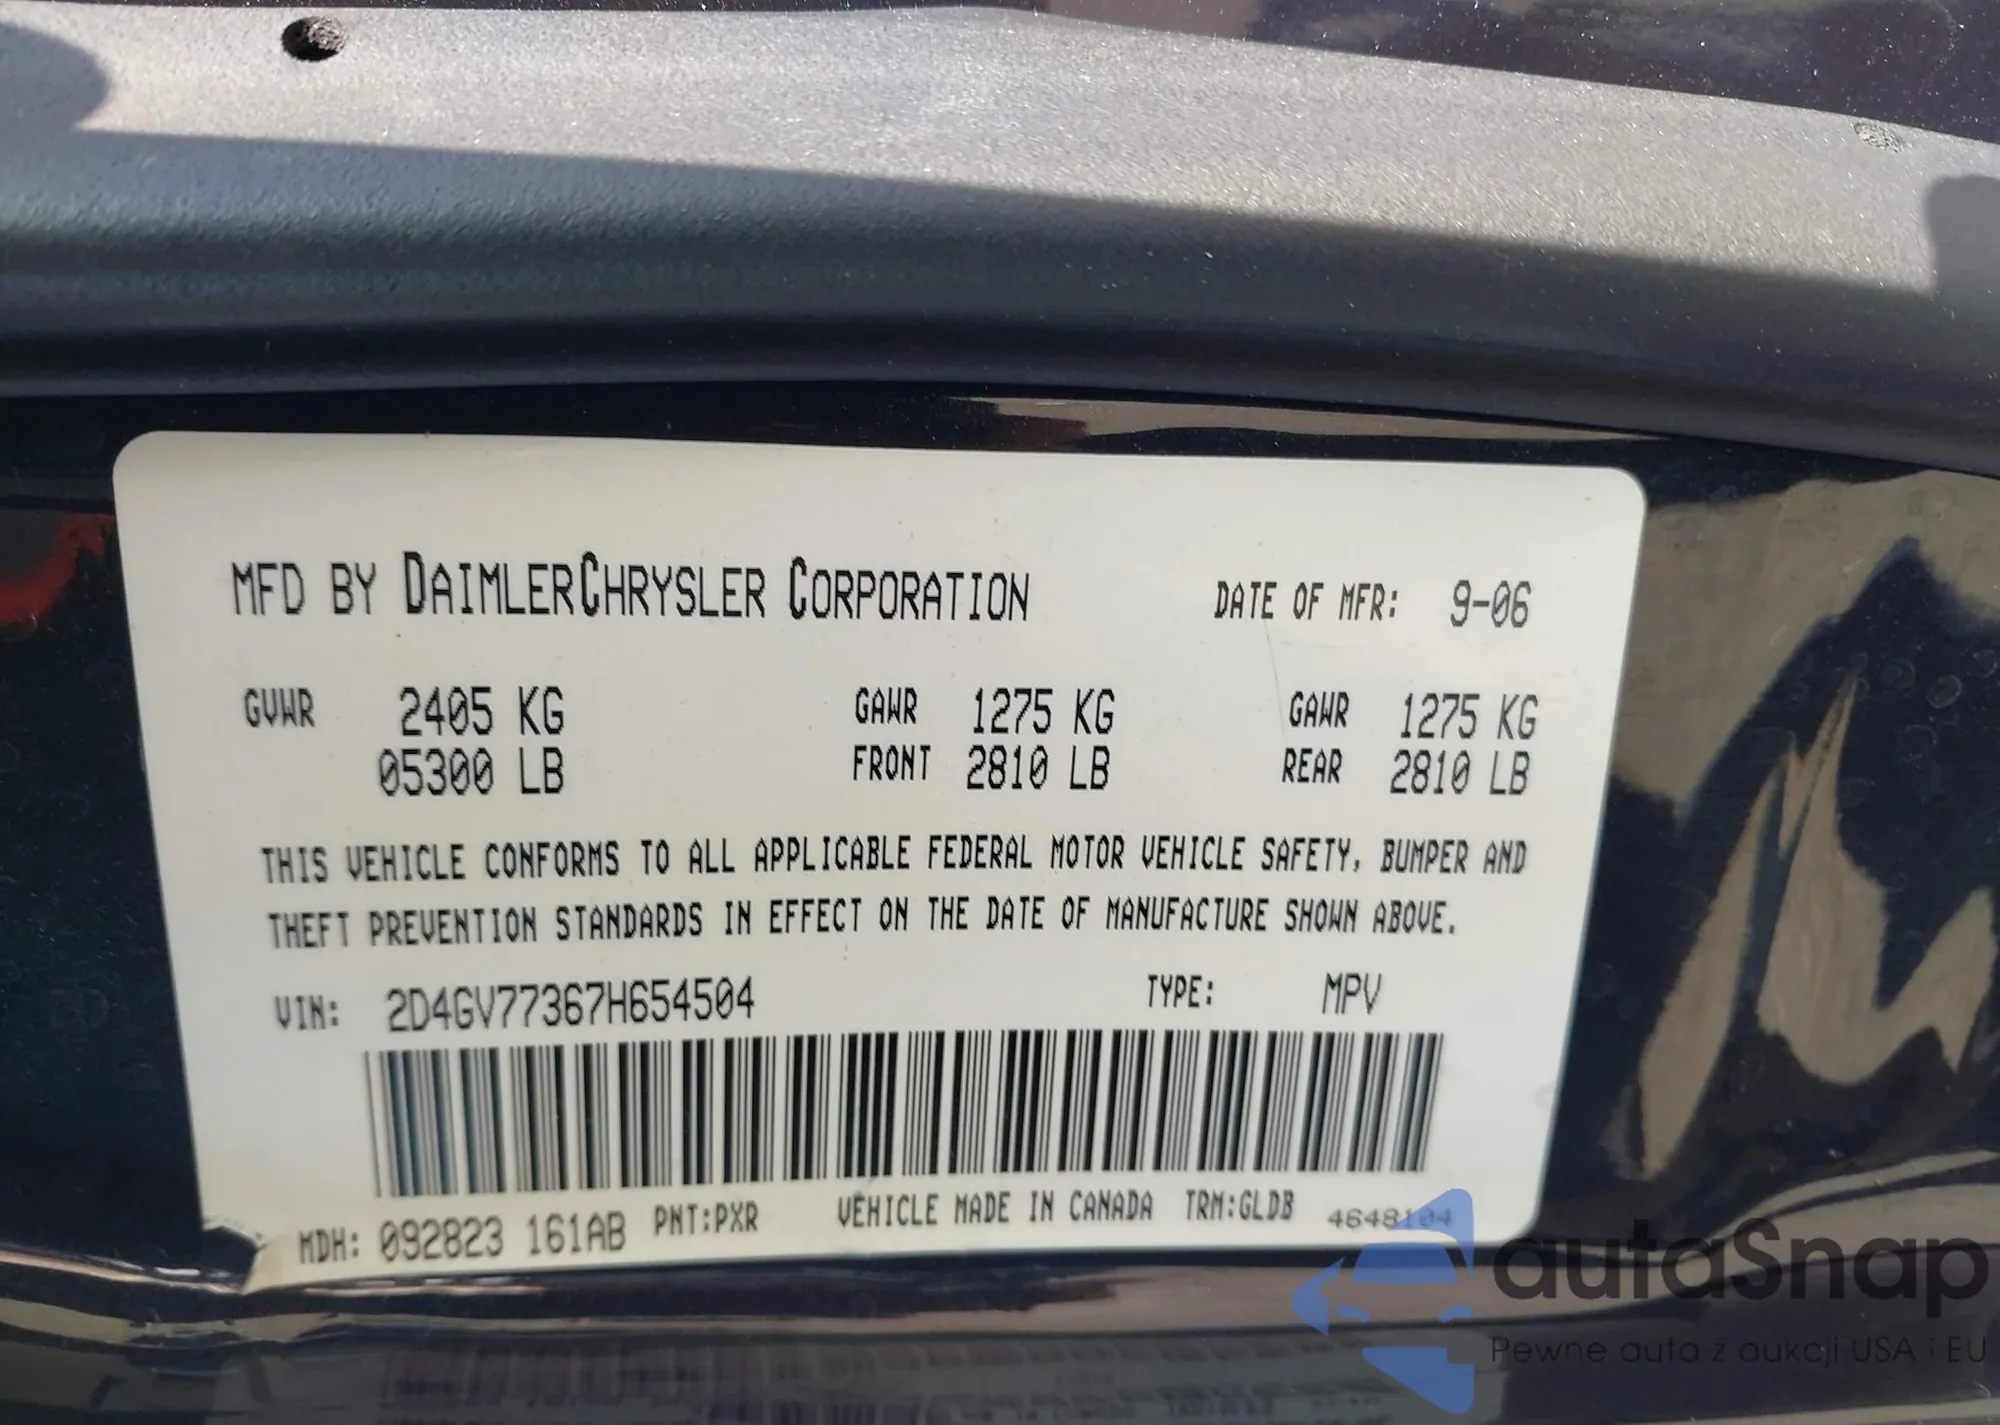 MFD BY DAIMLERCHRYSLER CORPORATION DATE OF MFR: 9-06
GVWR 2405 KG GAWR 1275 KG GAWR 1275 KG
05300 LB FRONT 2810 LB REAR 2810 LB
THIS VEHICLE CONFORMS TO ALL APPLICABLE FEDERAL MOTOR VEHICLE SAFETY, BUMPER AND
THEFT PREVENTION STANDARDS IN EFFECT ON THE DATE OF MANUFACTURE SHOWN ABOVE.
VIN: 2D4GV77367H654504 TYPE: MPV
MDH: 092823 161AB PNT:PXR VEHICLE MADE IN CANADA TRM:GLDB 4648104
autaSnap
Pewne auta z aukcji USA i EU